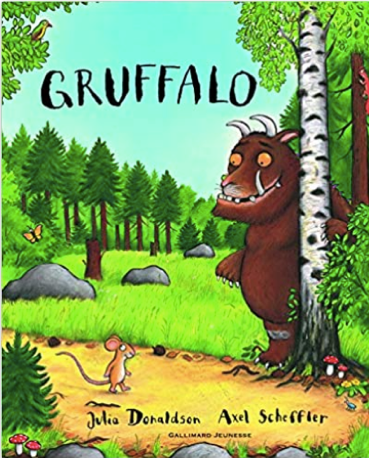 GRUFFALO
Julia Donaldson Axel Scheffler
GALLIMARD JEUNESSE